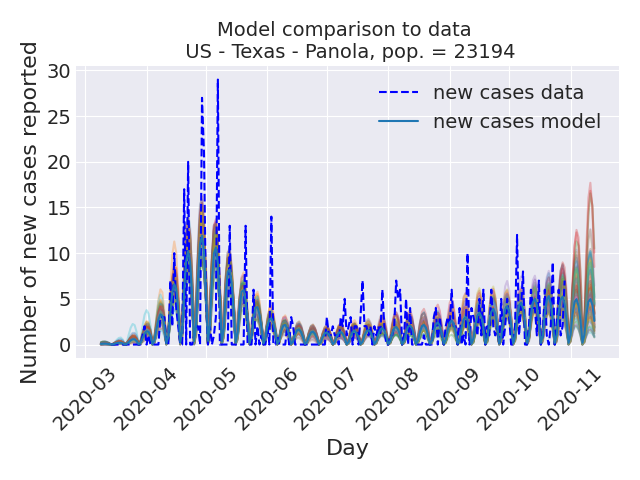 Model comparison to data
US - Texas - Panola, pop. = 23194
Number of new cases reported
30
25
20
15
10
5
0
new cases data
new cases model
2020-03
2020-04
2020-05
2020-06
2020-07
2020-08
2020-09
2020-10
2020-11
Day